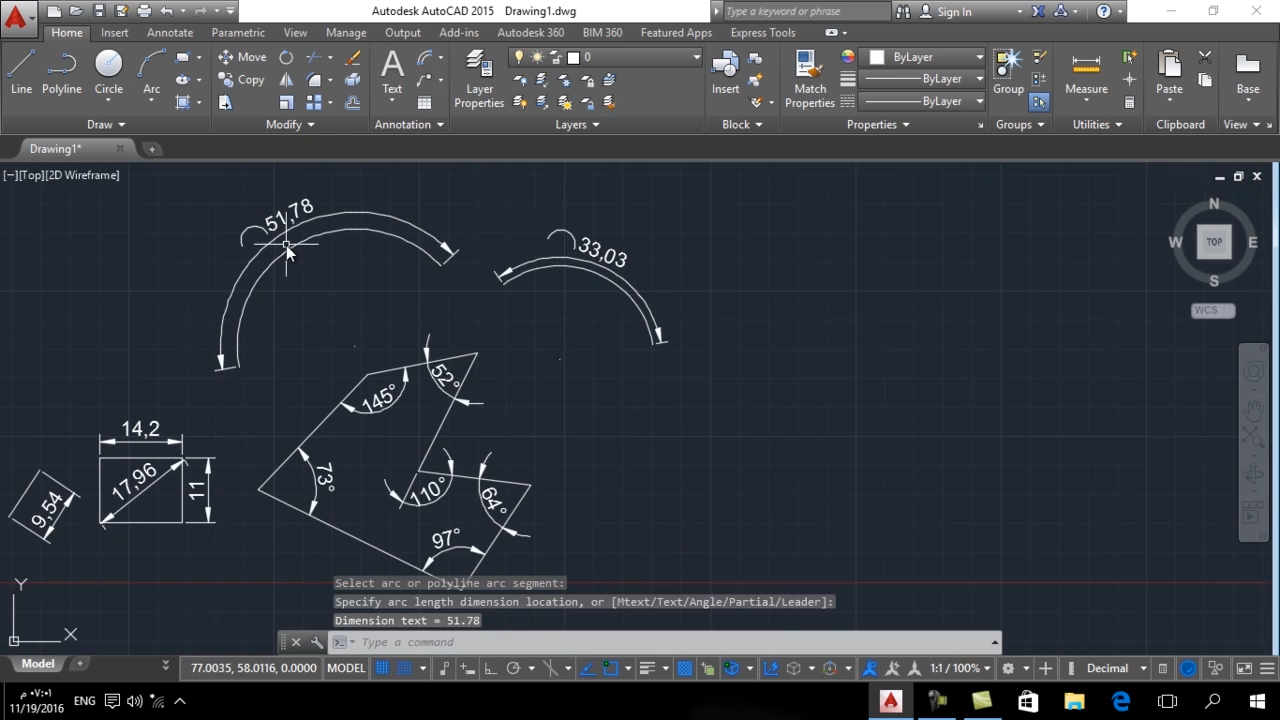 Autodesk AutoCAD 2015 Drawing1.dwg
Type a keyword or phrase
Sign In
Home Insert Annotate Parametric View Manage Output Add-ins Autodesk 360 BIM 360 Featured Apps Express Tools
Line Polyline Circle Arc
Move
Copy
Text
Layer Properties
0
Insert
Match Properties
ByLayer
ByLayer
ByLayer
Group
Measure
Paste
Base
Draw Modify Annotation Layers Block Properties Groups Utilities Clipboard View
Drawing1*
[−][Top][2D Wireframe]
N
W TOP E
S
WCS
51,78
33,03
52°
145°
14,2
73°
17,96
11
9,54
110°
64°
97°
Y
X
Select arc or polyline arc segment:
Specify arc length dimension location, or [Mtext/Text/Angle/Partial/Leader]:
Dimension text = 51.78
Type a command
Model
77.0035, 58.0116, 0.0000 MODEL 1:1 / 100% Decimal
٠٧:٠١ م
11/19/2016
ENG